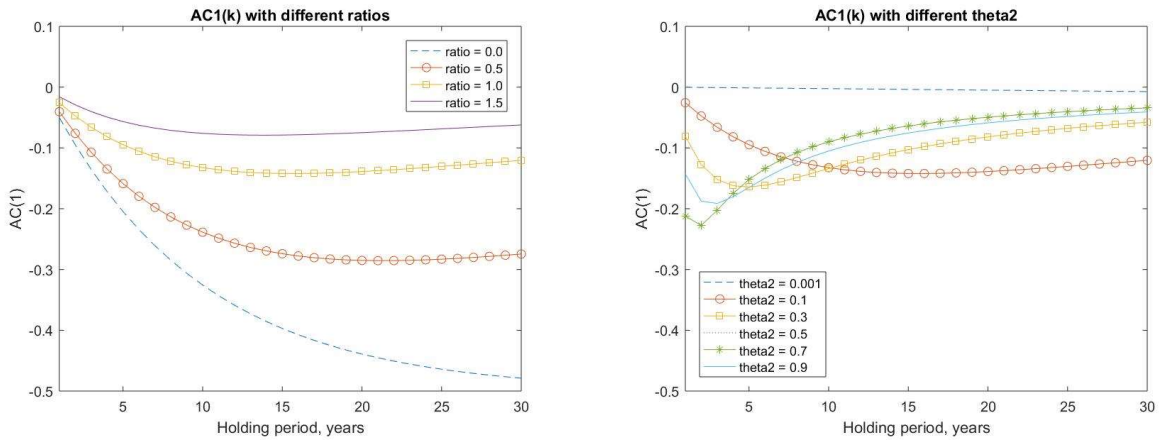 AC1(k) with different ratios
0.1
0
-0.1
-0.2
-0.3
-0.4
-0.5
AC(1)
5 10 15 20 25 30
Holding period, years
ratio = 0.0
ratio = 0.5
ratio = 1.0
ratio = 1.5
AC1(k) with different theta2
0.1
0
-0.1
-0.2
-0.3
-0.4
-0.5
AC(1)
5 10 15 20 25 30
Holding period, years
theta2 = 0.001
theta2 = 0.1
theta2 = 0.3
theta2 = 0.5
theta2 = 0.7
theta2 = 0.9